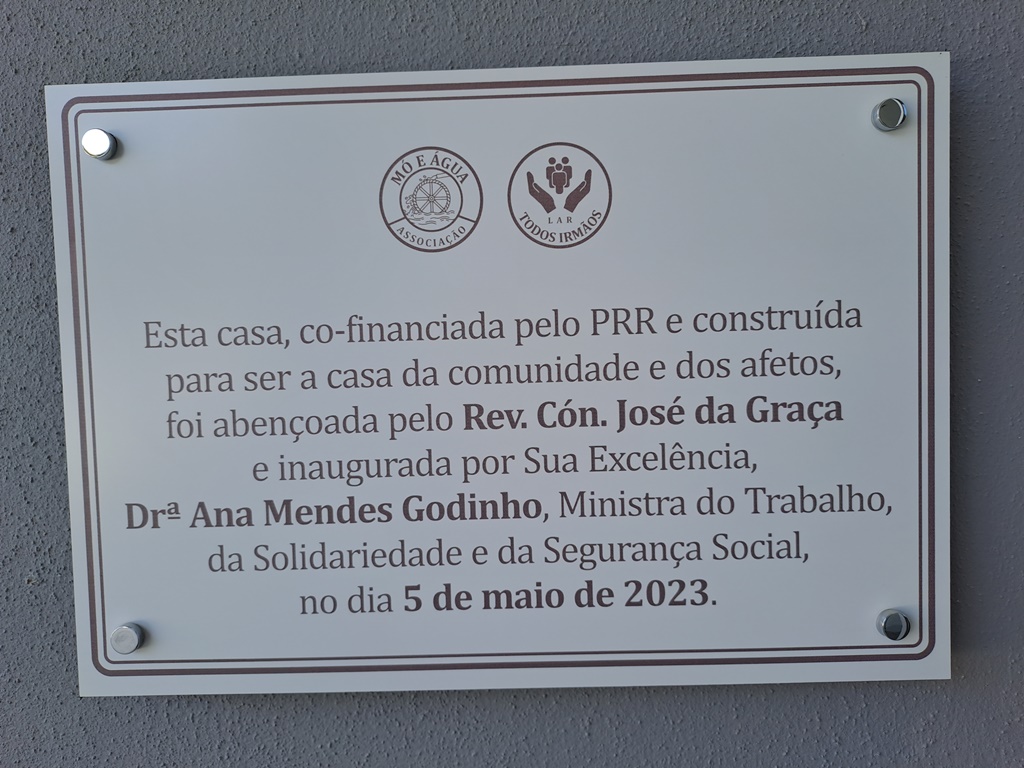 MÓ E ÁGUA
ASSOCIAÇÃO
LAR
TODOS IRMÃOS
Esta casa, co-financiada pelo PRR e construída
para ser a casa da comunidade e dos afetos,
foi abençoada pelo Rev. Cón. José da Graça
e inaugurada por Sua Excelência,
Drª Ana Mendes Godinho, Ministra do Trabalho,
da Solidariedade e da Segurança Social,
no dia 5 de maio de 2023.